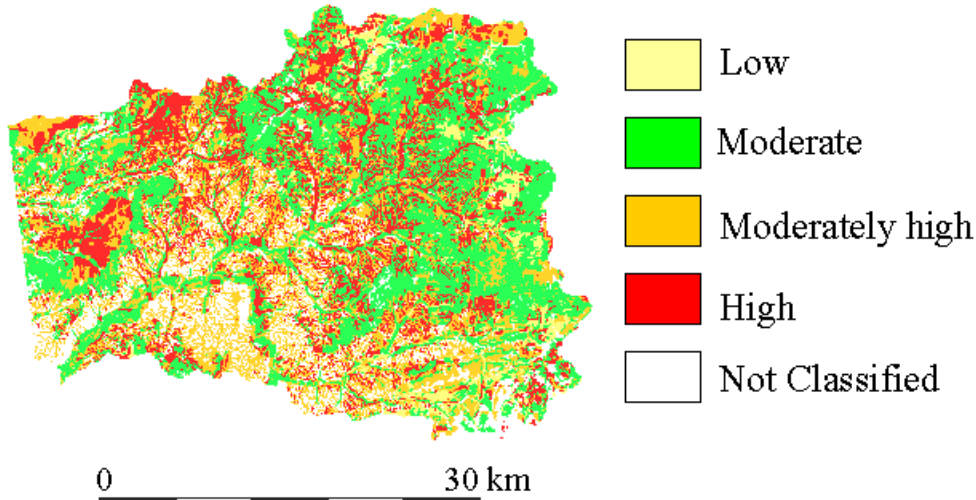 Low
Moderate
Moderately high
High
Not Classified
0 30 km